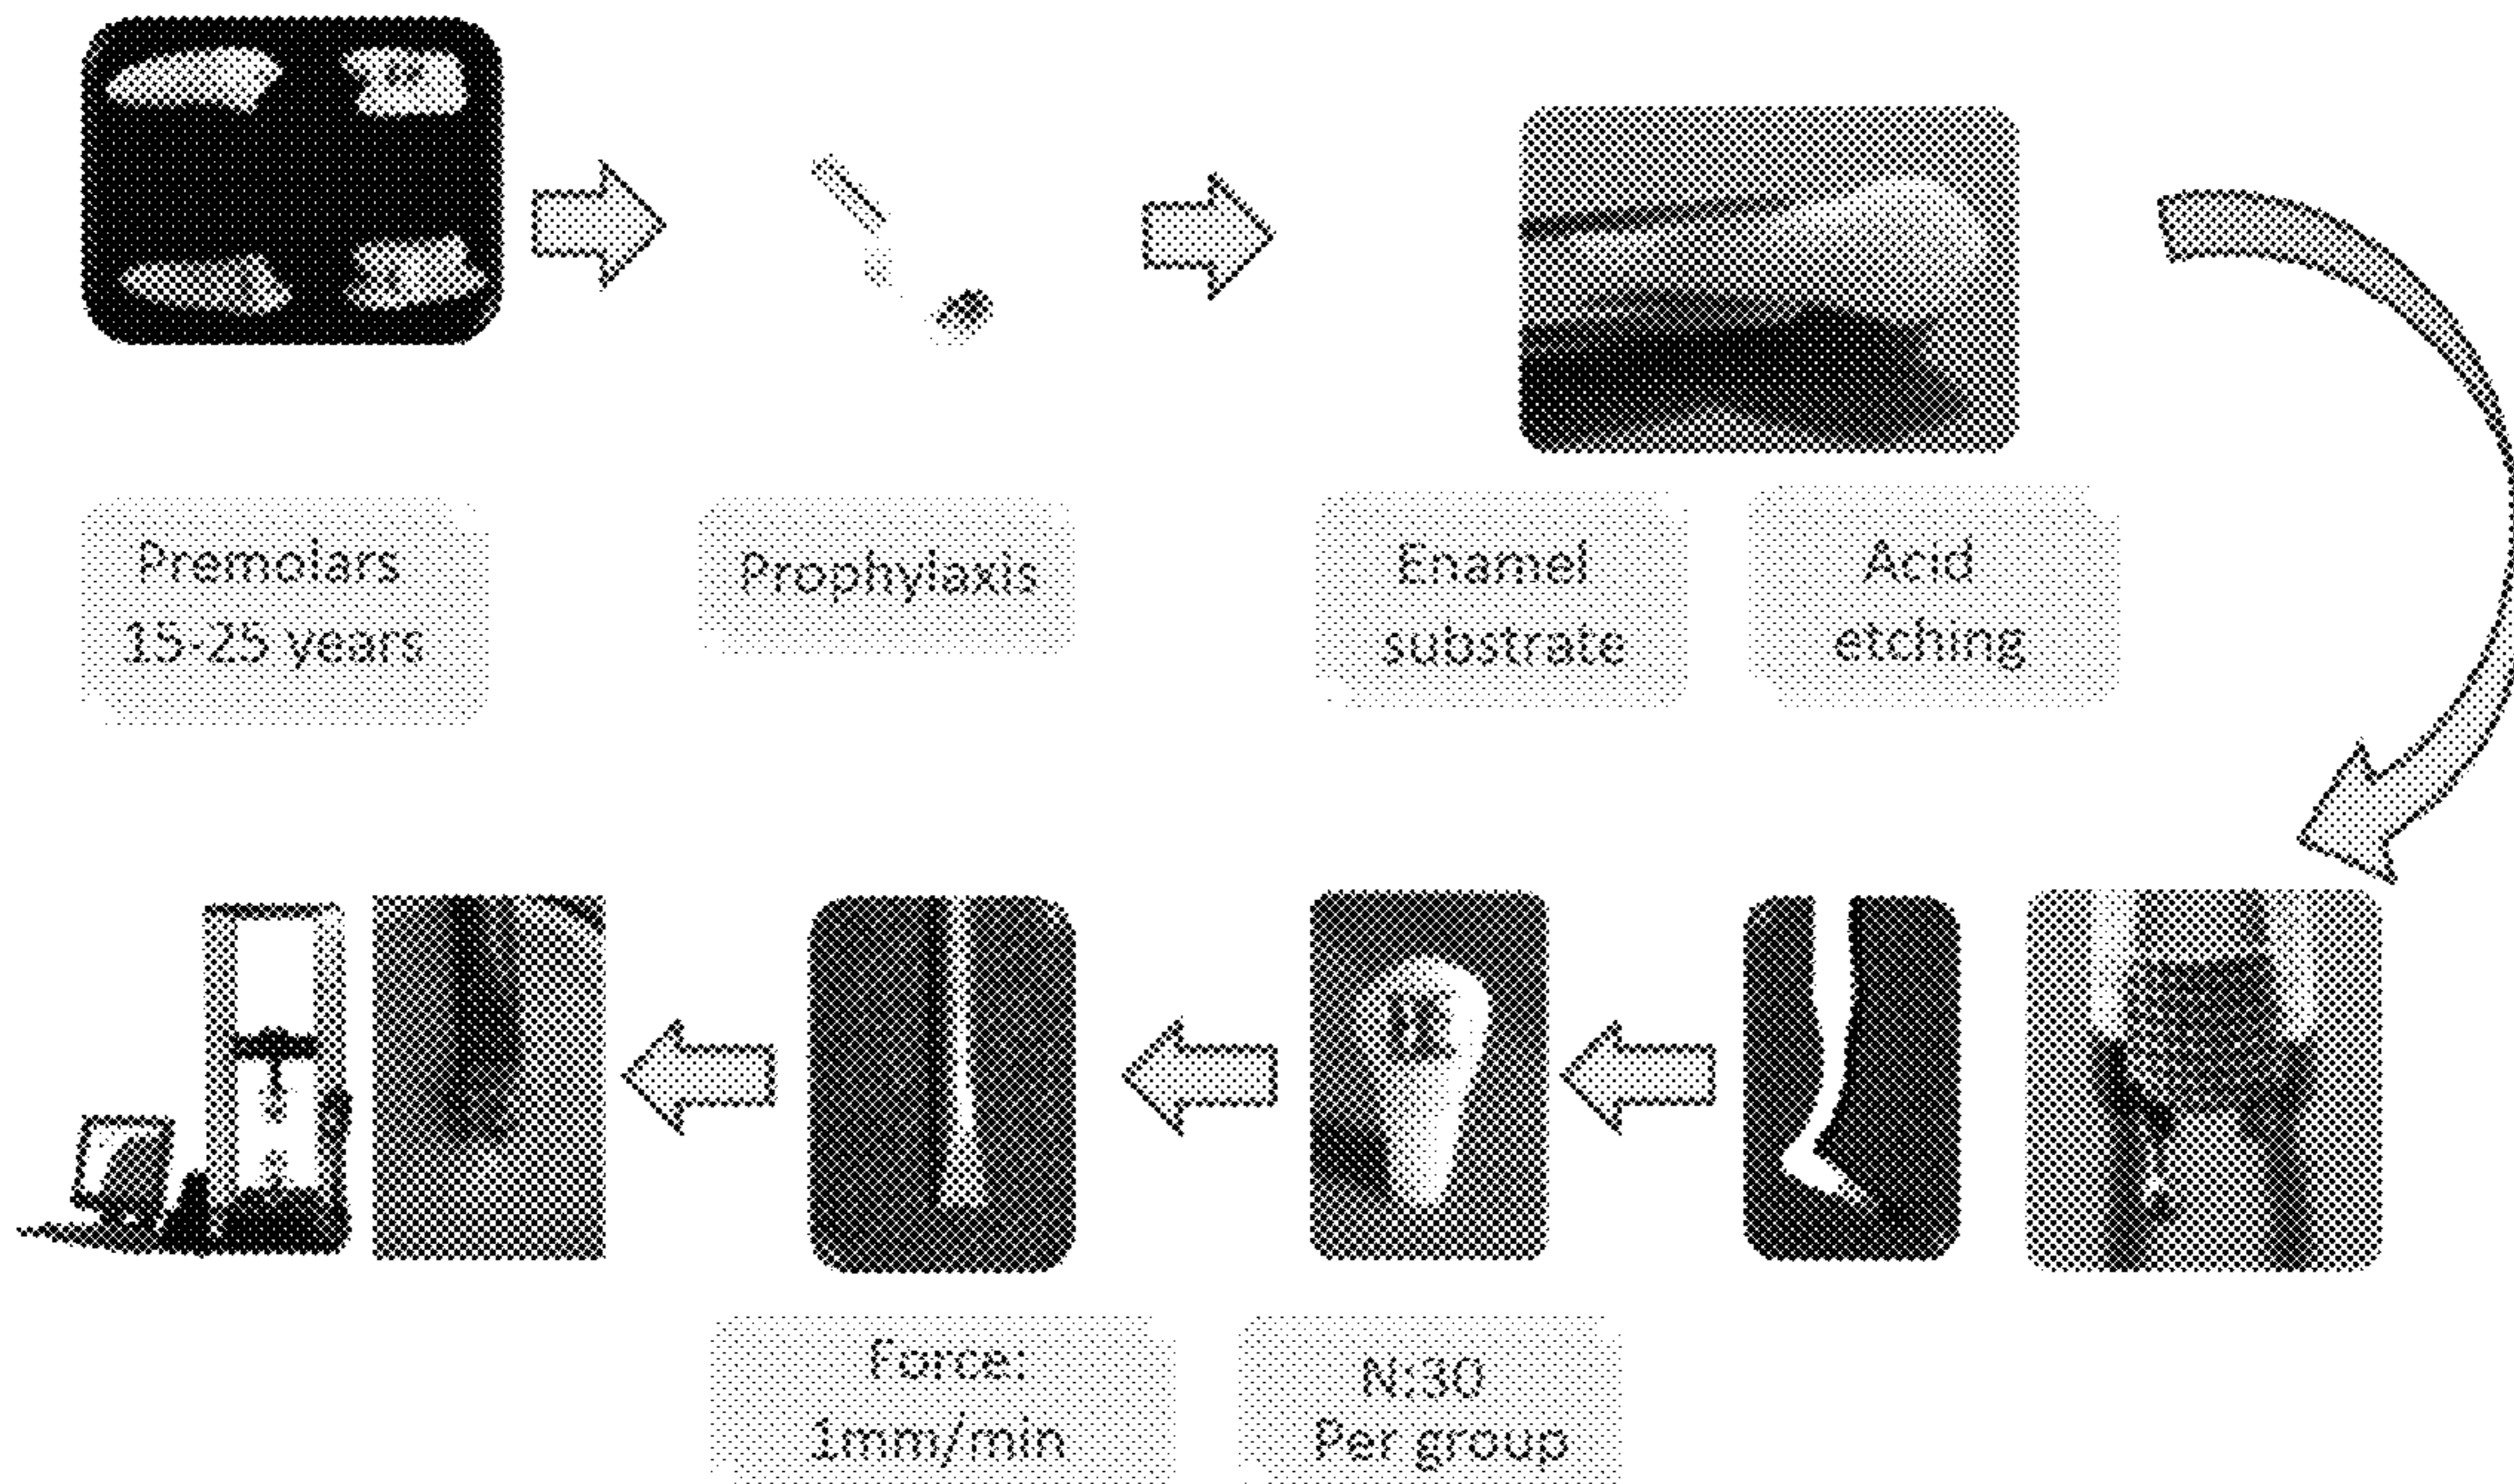 Premolars
15-25 years
Prophylaxis
Enamel
substrate
Acid
etching
Force:
1mm/min
N:30
Per group